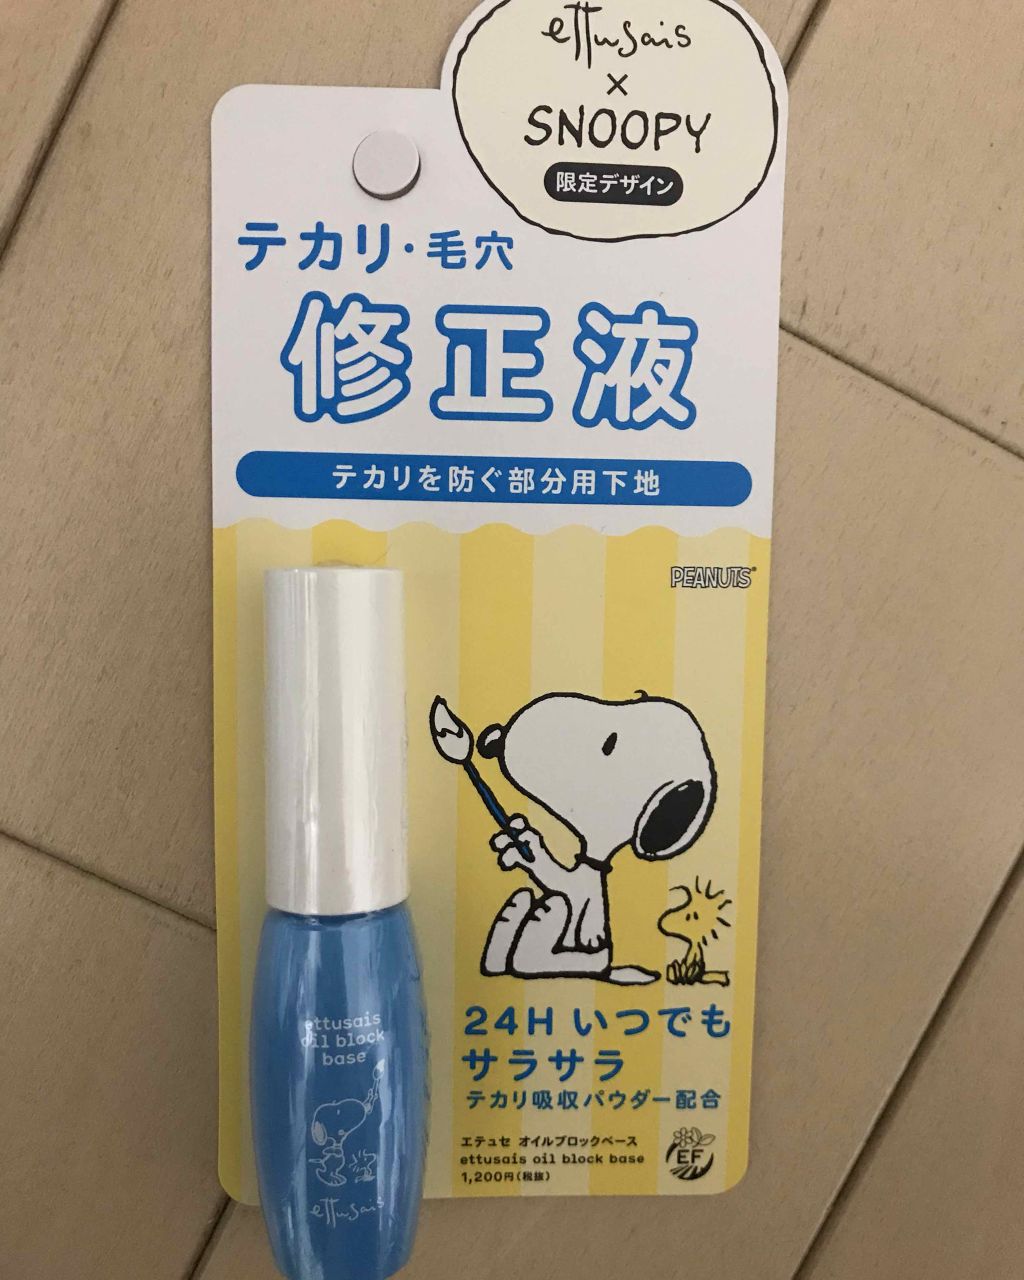 ettusais
×
SNOOPY
限定デザイン
テカリ・毛穴
修正液
テカリを防ぐ部分用下地
PEANUTS®
24H いつでも
サラサラ
テカリ吸収パウダー配合
エテュセ オイルブロックベース
ettusais oil block base
1,200円(税抜)
EF
ettusais
oil block
base
ettusais